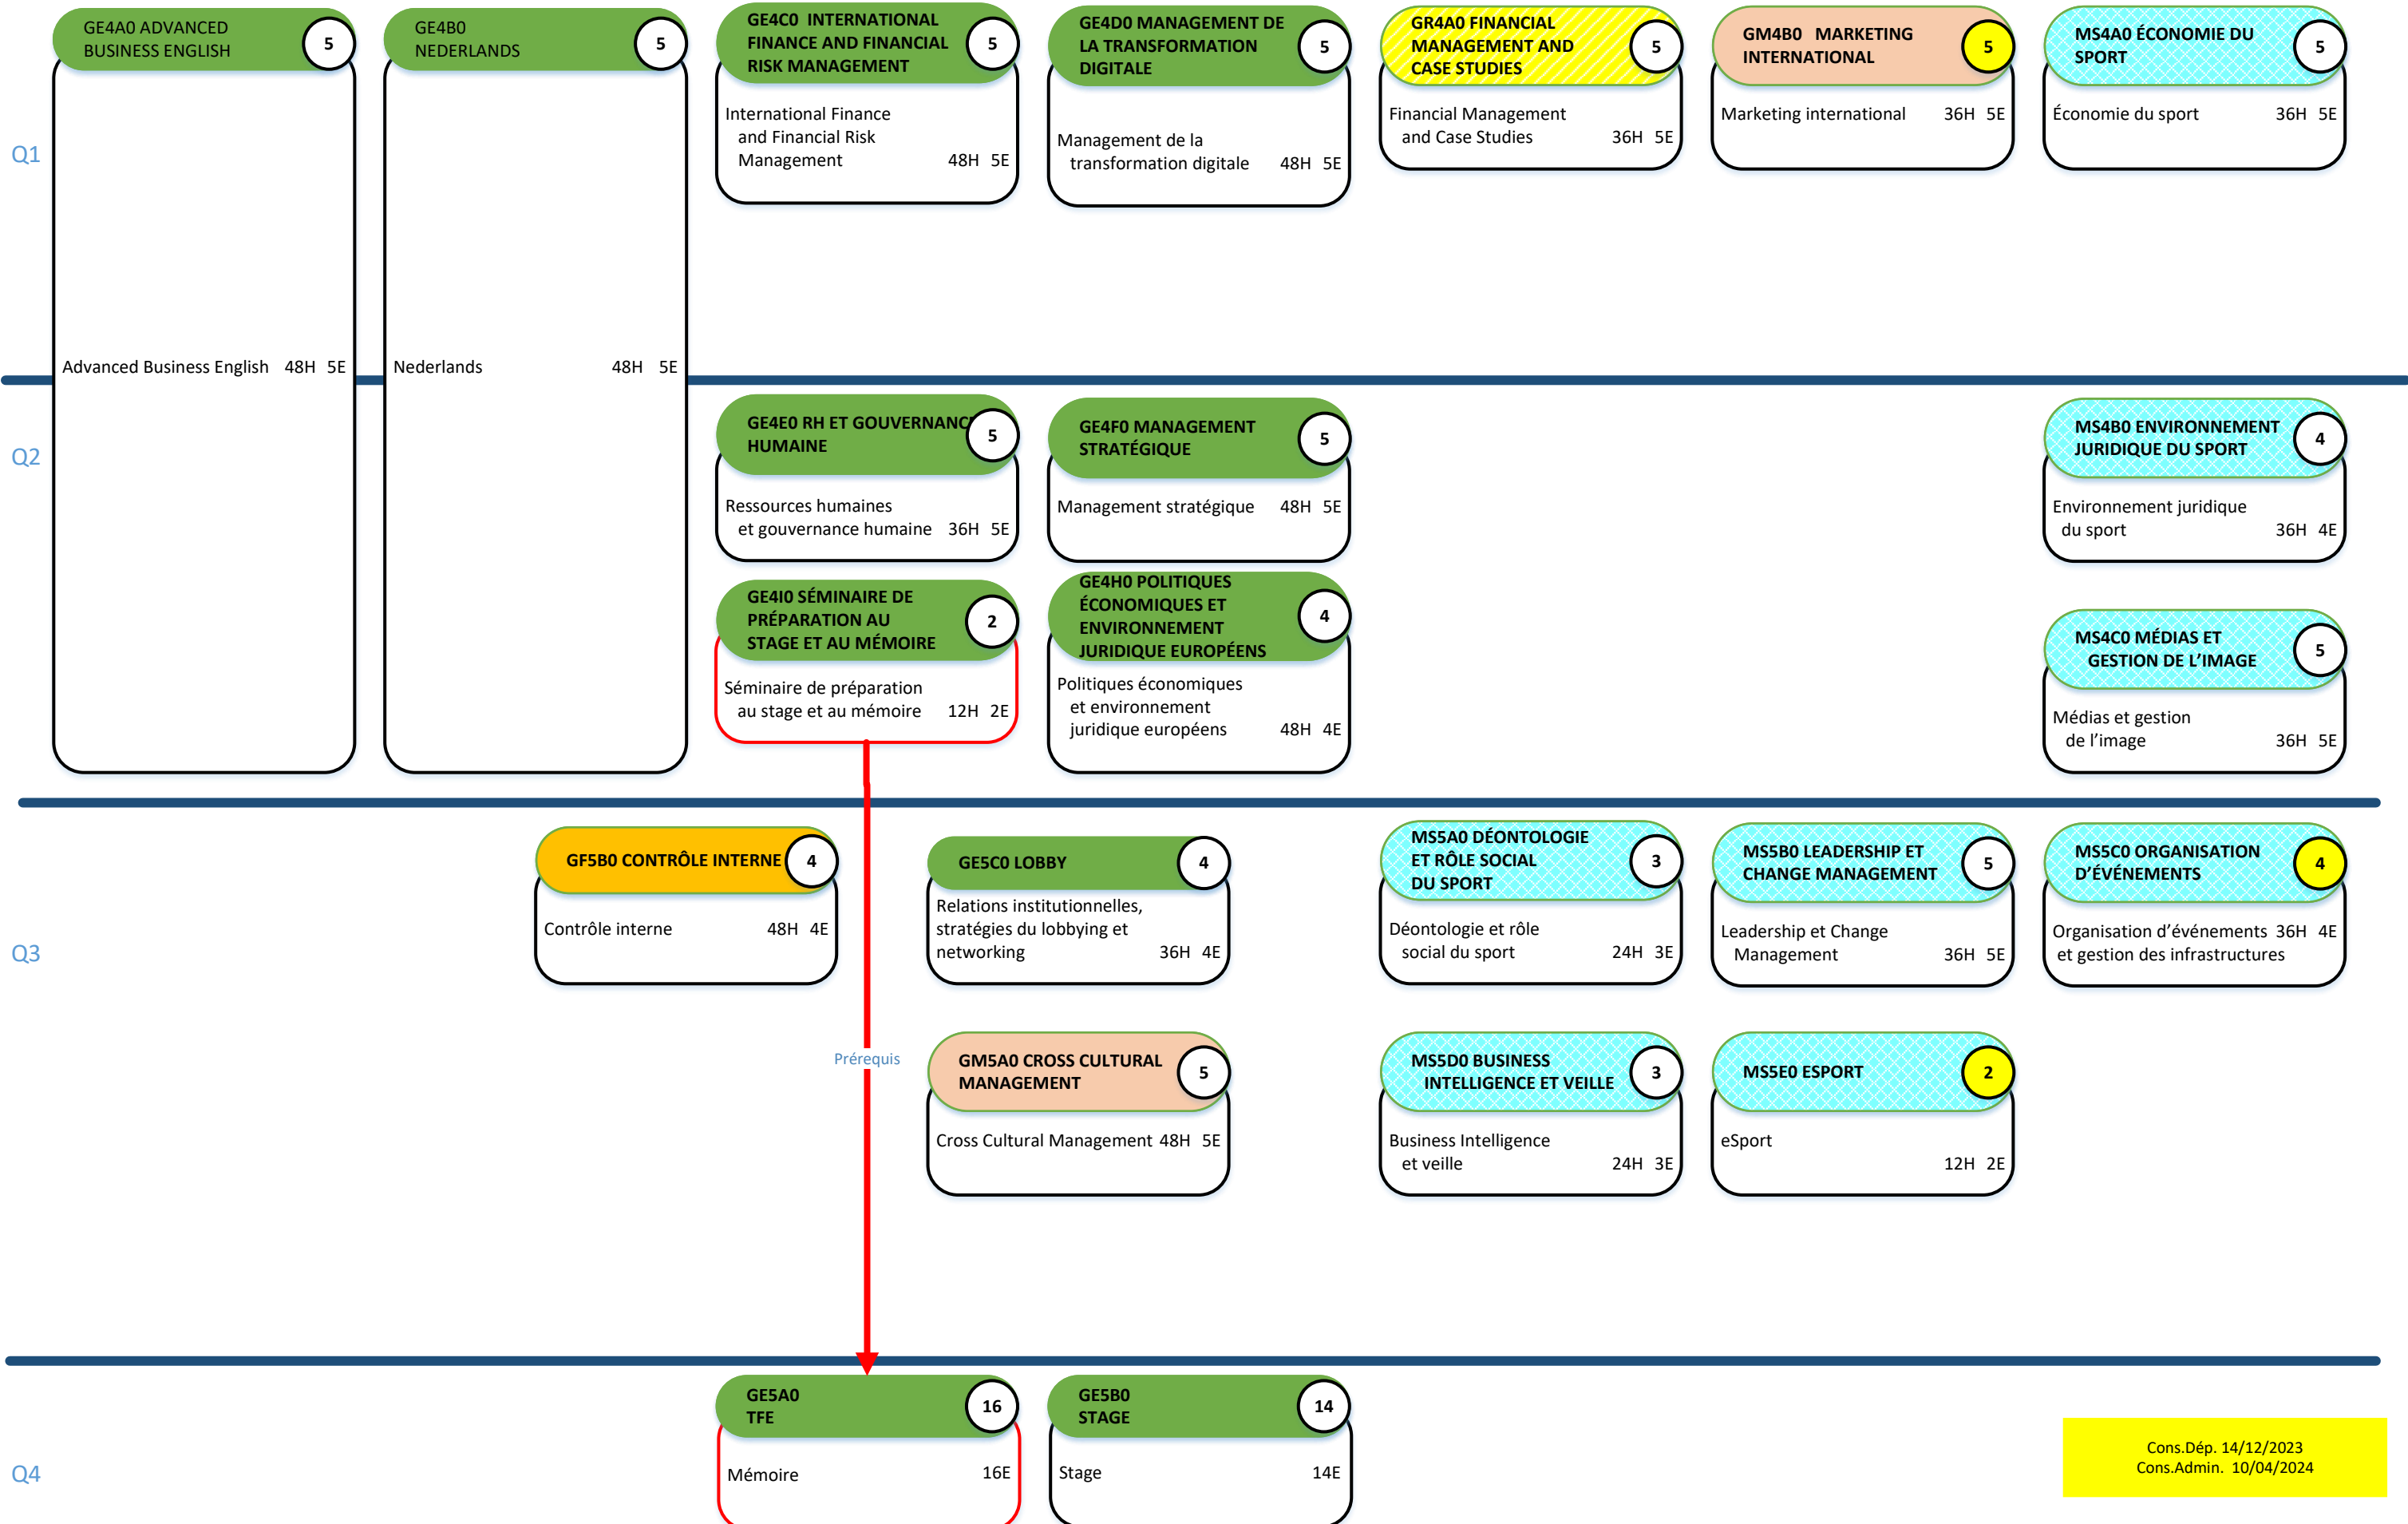 GE4A0 ADVANCED
BUSINESS ENGLISH
5
GE4B0
NEDERLANDS
5
GE4C0 INTERNATIONAL
FINANCE AND FINANCIAL
RISK MANAGEMENT
5
GE4D0 MANAGEMENT DE
LA TRANSFORMATION
DIGITALE
5
GR4A0 FINANCIAL
MANAGEMENT AND
CASE STUDIES
5
GM4B0 MARKETING
INTERNATIONAL
5
MS4A0 ÉCONOMIE DU
SPORT
5
Q1
International Finance
and Financial Risk
Management 48H 5E
Management de la
transformation digitale 48H 5E
Financial Management
and Case Studies 36H 5E
Marketing international 36H 5E
Économie du sport 36H 5E
Advanced Business English 48H 5E
Nederlands 48H 5E
Q2
GE4E0 RH ET GOUVERNANC
HUMAINE
5
Ressources humaines
et gouvernance humaine 36H 5E
GE4F0 MANAGEMENT
STRATÉGIQUE
5
Management stratégique 48H 5E
MS4B0 ENVIRONNEMENT
JURIDIQUE DU SPORT
4
Environnement juridique
du sport 36H 4E
GE4I0 SÉMINAIRE DE
PRÉPARATION AU
STAGE ET AU MÉMOIRE
2
Séminaire de préparation
au stage et au mémoire 12H 2E
GE4H0 POLITIQUES
ÉCONOMIQUES ET
ENVIRONNEMENT
JURIDIQUE EUROPÉENS
4
Politiques économiques
et environnement
juridique européens 48H 4E
MS4C0 MÉDIAS ET
GESTION DE L’IMAGE
5
Médias et gestion
de l’image 36H 5E
Q3
GF5B0 CONTRÔLE INTERNE
4
Contrôle interne 48H 4E
GE5C0 LOBBY
4
Relations institutionnelles,
stratégies du lobbying et
networking 36H 4E
MS5A0 DÉONTOLOGIE
ET RÔLE SOCIAL
DU SPORT
3
Déontologie et rôle
social du sport 24H 3E
MS5B0 LEADERSHIP ET
CHANGE MANAGEMENT
5
Leadership et Change
Management 36H 5E
MS5C0 ORGANISATION
D’ÉVÉNEMENTS
4
Organisation d’événements 36H 4E
et gestion des infrastructures
Prérequis
GM5A0 CROSS CULTURAL
MANAGEMENT
5
Cross Cultural Management 48H 5E
MS5D0 BUSINESS
INTELLIGENCE ET VEILLE
3
Business Intelligence
et veille 24H 3E
MS5E0 ESPORT
2
eSport
12H 2E
Q4
GE5A0
TFE
16
Mémoire 16E
GE5B0
STAGE
14
Stage 14E
Cons.Dép. 14/12/2023
Cons.Admin. 10/04/2024